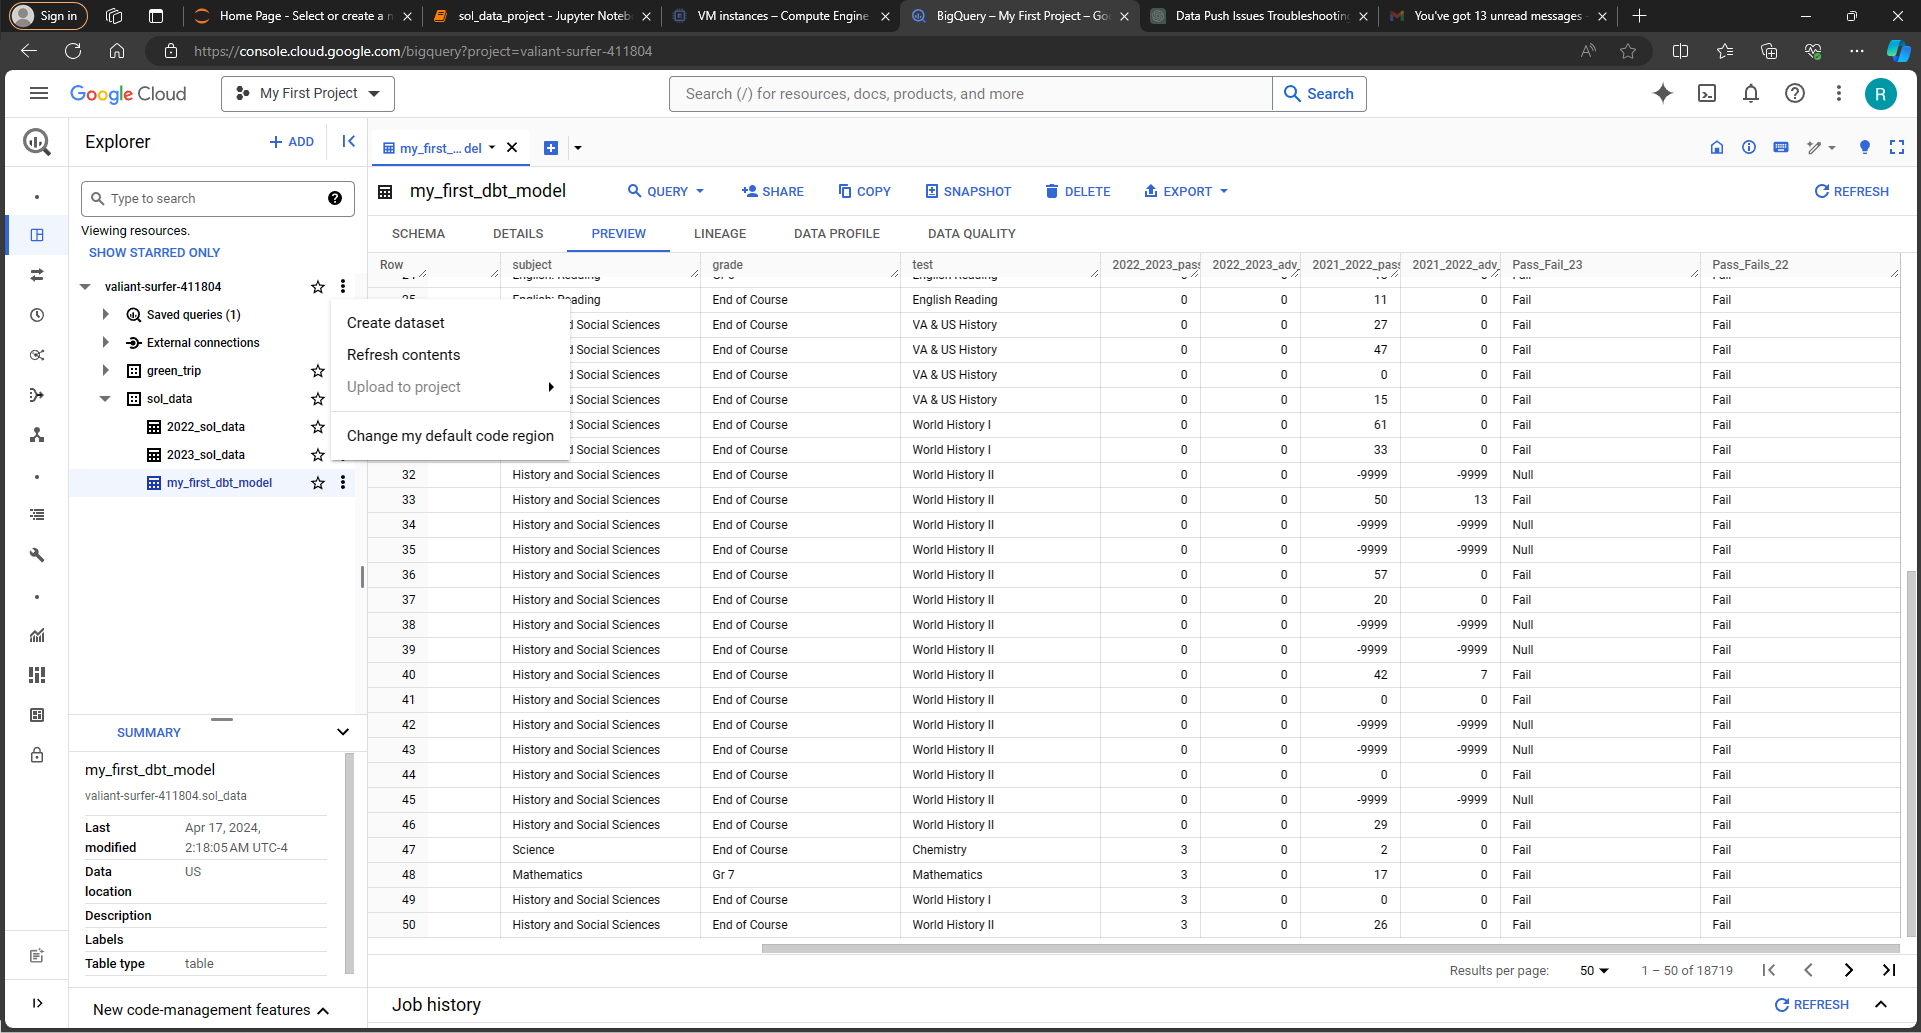 Sign in
Home Page - Select or create a n
sol_data_project - Jupyter Noteb
VM instances – Compute Engine
BigQuery – My First Project – Go
Data Push Issues Troubleshooting
You've got 13 unread messages -
https://console.cloud.google.com/bigquery?project=valiant-surfer-411804
Google Cloud
My First Project
Search (/) for resources, docs, products, and more
Search
R
Explorer
ADD
my_first_... del
Type to search
my_first_dbt_model
QUERY
SHARE
COPY
SNAPSHOT
DELETE
EXPORT
REFRESH
Viewing resources.
SHOW STARRED ONLY
SCHEMA DETAILS PREVIEW LINEAGE DATA PROFILE DATA QUALITY
valiant-surfer-411804
Saved queries (1)
External connections
green_trip
sol_data
2022_sol_data
2023_sol_data
my_first_dbt_model
Create dataset
Refresh contents
Upload to project
Change my default code region
Row subject grade test 2022_2023_pass 2022_2023_adv_ 2021_2022_pass 2021_2022_adv_ Pass_Fail_23 Pass_Fails_22
25 English: Reading End of Course English Reading 0 0 11 0 Fail Fail
d Social Sciences End of Course VA & US History 0 0 27 0 Fail Fail
d Social Sciences End of Course VA & US History 0 0 47 0 Fail Fail
d Social Sciences End of Course VA & US History 0 0 0 0 Fail Fail
d Social Sciences End of Course VA & US History 0 0 15 0 Fail Fail
d Social Sciences End of Course World History I 0 0 61 0 Fail Fail
d Social Sciences End of Course World History I 0 0 33 0 Fail Fail
32 History and Social Sciences End of Course World History II 0 0 -9999 -9999 Null Fail
33 History and Social Sciences End of Course World History II 0 0 50 13 Fail Fail
34 History and Social Sciences End of Course World History II 0 0 -9999 -9999 Null Fail
35 History and Social Sciences End of Course World History II 0 0 -9999 -9999 Null Fail
36 History and Social Sciences End of Course World History II 0 0 57 0 Fail Fail
37 History and Social Sciences End of Course World History II 0 0 20 0 Fail Fail
38 History and Social Sciences End of Course World History II 0 0 -9999 -9999 Null Fail
39 History and Social Sciences End of Course World History II 0 0 -9999 -9999 Null Fail
40 History and Social Sciences End of Course World History II 0 0 42 7 Fail Fail
41 History and Social Sciences End of Course World History II 0 0 0 0 Fail Fail
42 History and Social Sciences End of Course World History II 0 0 -9999 -9999 Null Fail
43 History and Social Sciences End of Course World History II 0 0 -9999 -9999 Null Fail
44 History and Social Sciences End of Course World History II 0 0 0 0 Fail Fail
45 History and Social Sciences End of Course World History II 0 0 -9999 -9999 Null Fail
46 History and Social Sciences End of Course World History II 0 0 29 0 Fail Fail
47 Science End of Course Chemistry 3 0 2 0 Fail Fail
48 Mathematics Gr 7 Mathematics 3 0 17 0 Fail Fail
49 History and Social Sciences End of Course World History I 3 0 0 0 Fail Fail
50 History and Social Sciences End of Course World History II 3 0 26 0 Fail Fail
SUMMARY
my_first_dbt_model
valiant-surfer-411804.sol_data
Last modified Apr 17, 2024, 2:18:05 AM UTC-4
Data location US
Description
Labels
Table type table
Results per page: 50 1 – 50 of 18719
New code-management features
Job history
REFRESH